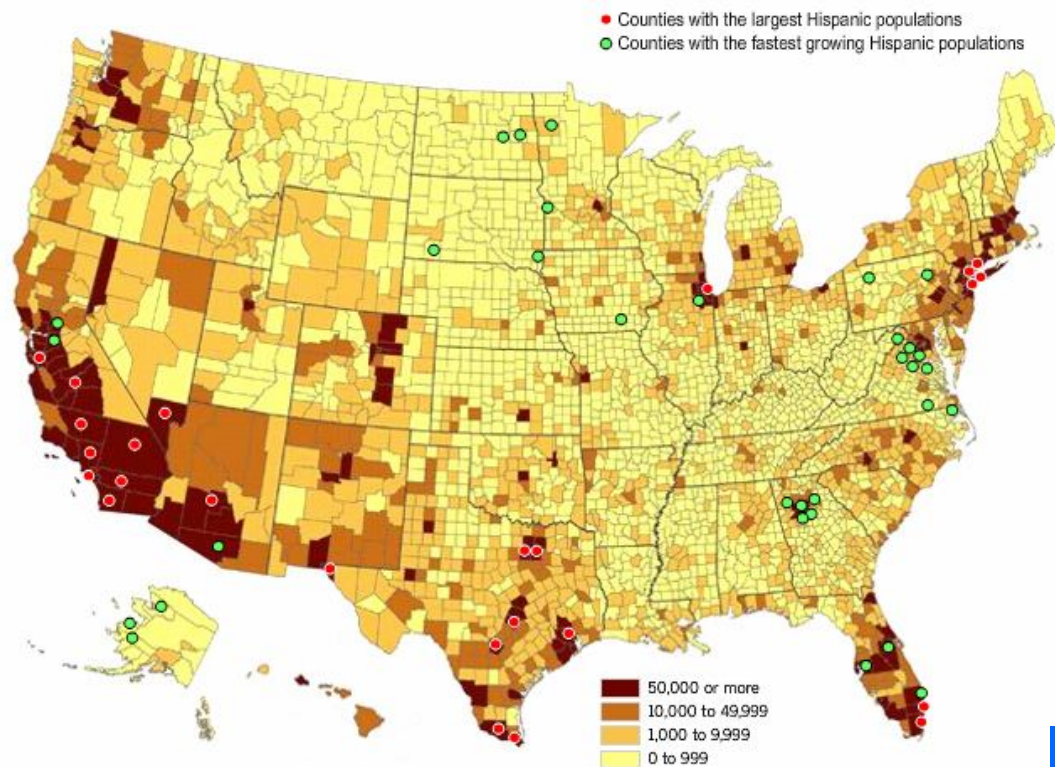 Counties with the largest Hispanic populations
Counties with the fastest growing Hispanic populations
50,000 or more
10,000 to 49,999
1,000 to 9,999
0 to 999